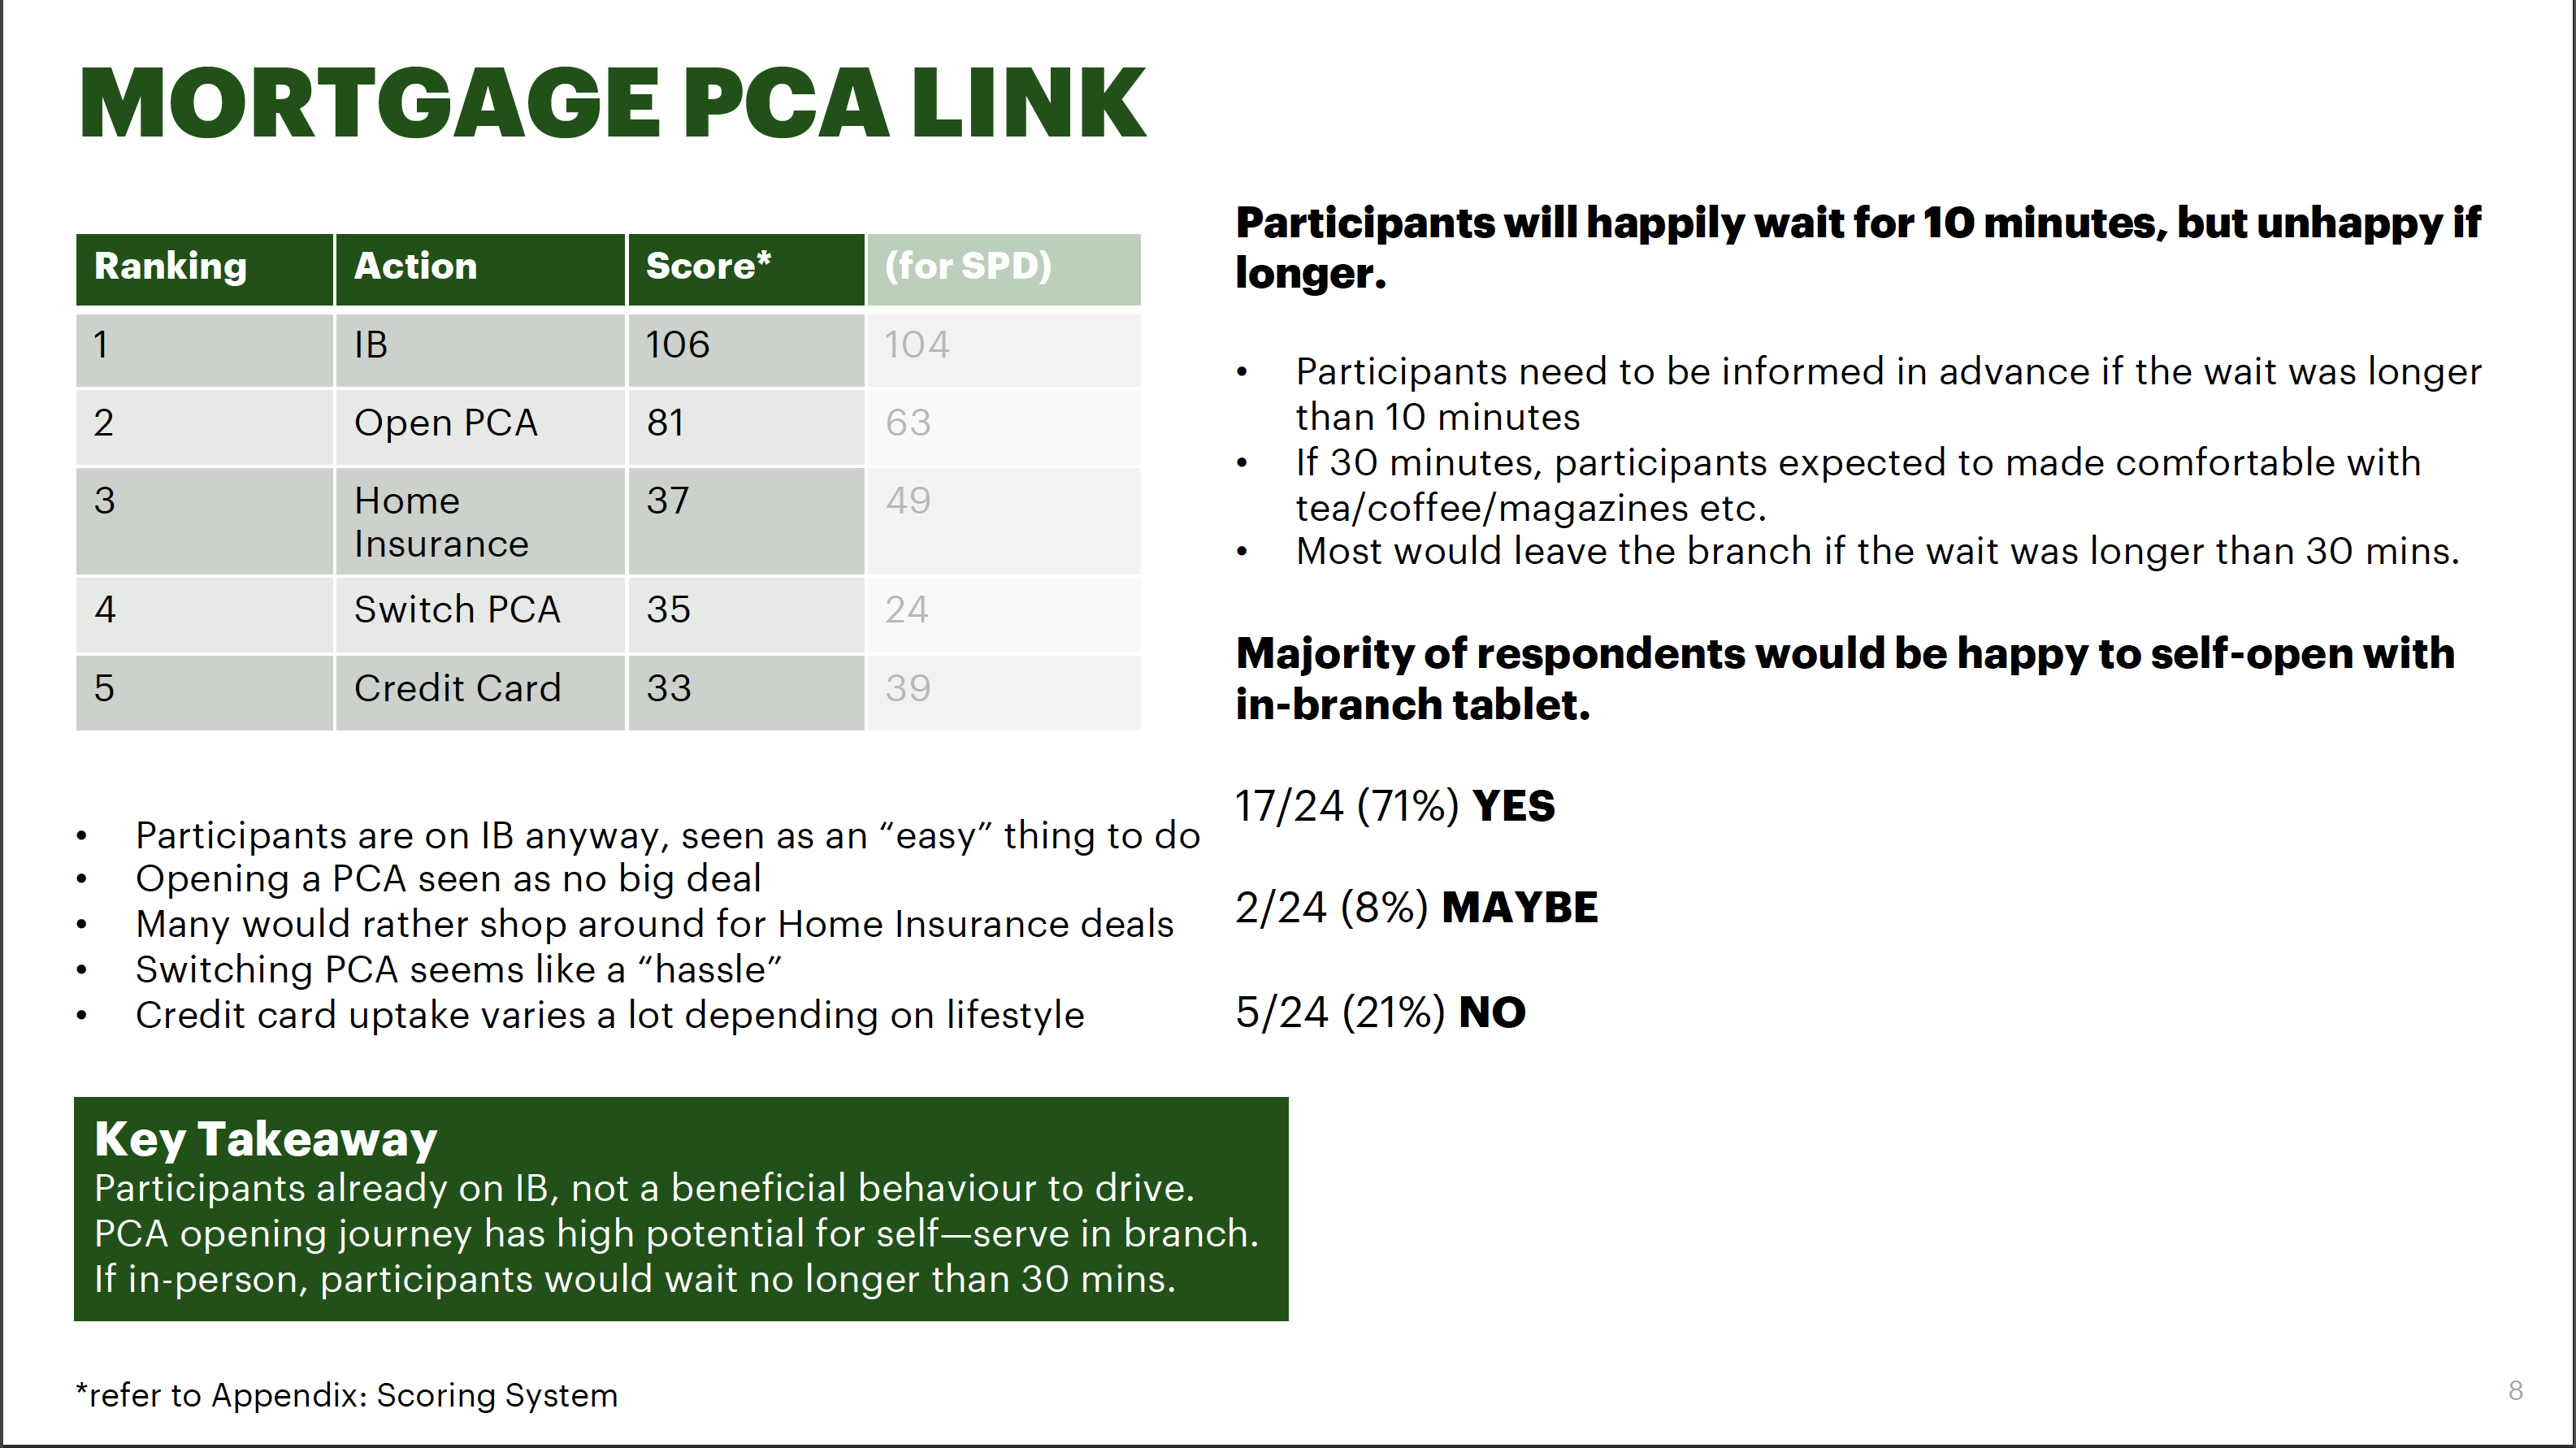 MORTGAGE PCA LINK
Ranking Action Score* (for SPD)
1 IB 106 104
2 Open PCA 81 63
3 Home 37 49
Insurance
4 Switch PCA 35 24
5 Credit Card 33 39
• Participants are on IB anyway, seen as an “easy” thing to do
• Opening a PCA seen as no big deal
• Many would rather shop around for Home Insurance deals
• Switching PCA seems like a “hassle”
• Credit card uptake varies a lot depending on lifestyle
Participants will happily wait for 10 minutes, but unhappy if
longer.
• Participants need to be informed in advance if the wait was longer
than 10 minutes
• If 30 minutes, participants expected to made comfortable with
tea/coffee/magazines etc.
• Most would leave the branch if the wait was longer than 30 mins.
Majority of respondents would be happy to self-open with
in-branch tablet.
17/24 (71%) YES
2/24 (8%) MAYBE
5/24 (21%) NO
Key Takeaway
Participants already on IB, not a beneficial behaviour to drive.
PCA opening journey has high potential for self—serve in branch.
If in-person, participants would wait no longer than 30 mins.
*refer to Appendix: Scoring System
8